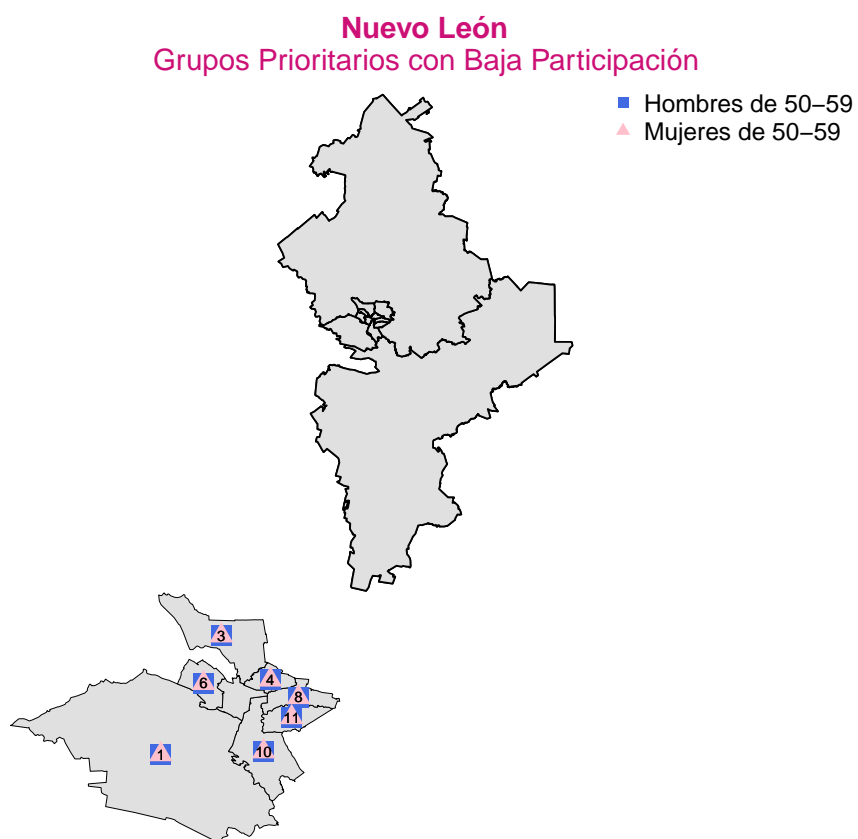 Nuevo León
Grupos Prioritarios con Baja Participación
Hombres de 50−59
Mujeres de 50−59
3
6
4
8
11
10
1